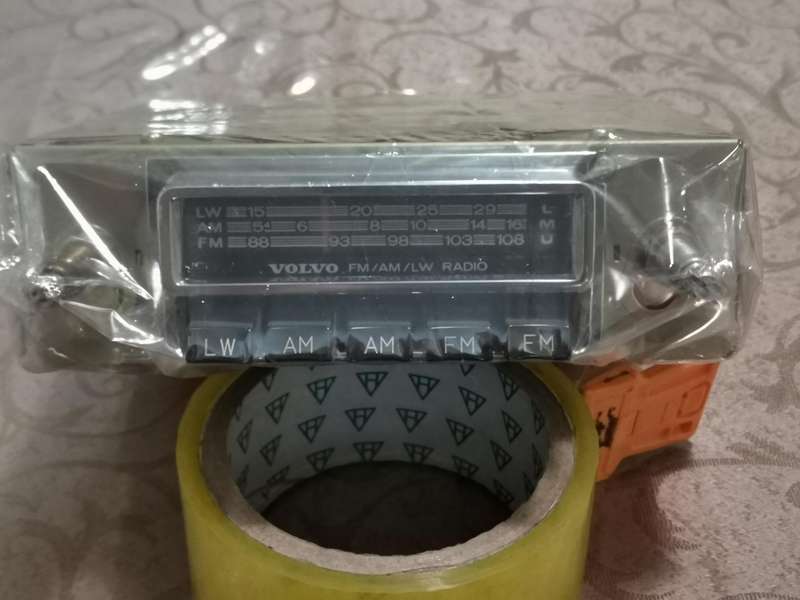 LW 15 20 25 29 L
AM 54 6 8 10 14 16 M
FM 88 93 98 103 108 U
VOLVO FM/AM/LW RADIO
LW AM AM FM FM